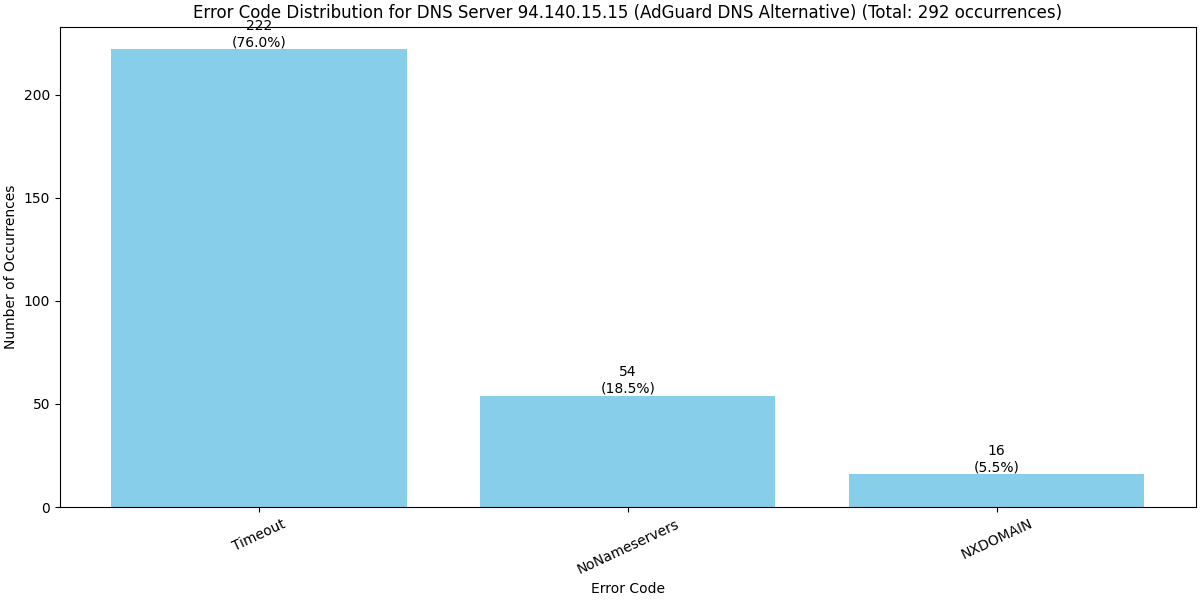 Error Code Distribution for DNS Server 94.140.15.15 (AdGuard DNS Alternative) (Total: 292 occurrences)
222
(76.0%)
200
150
100
50
0
Number of Occurrences
54
(18.5%)
16
(5.5%)
Timeout
NoNameservers
NXDOMAIN
Error Code